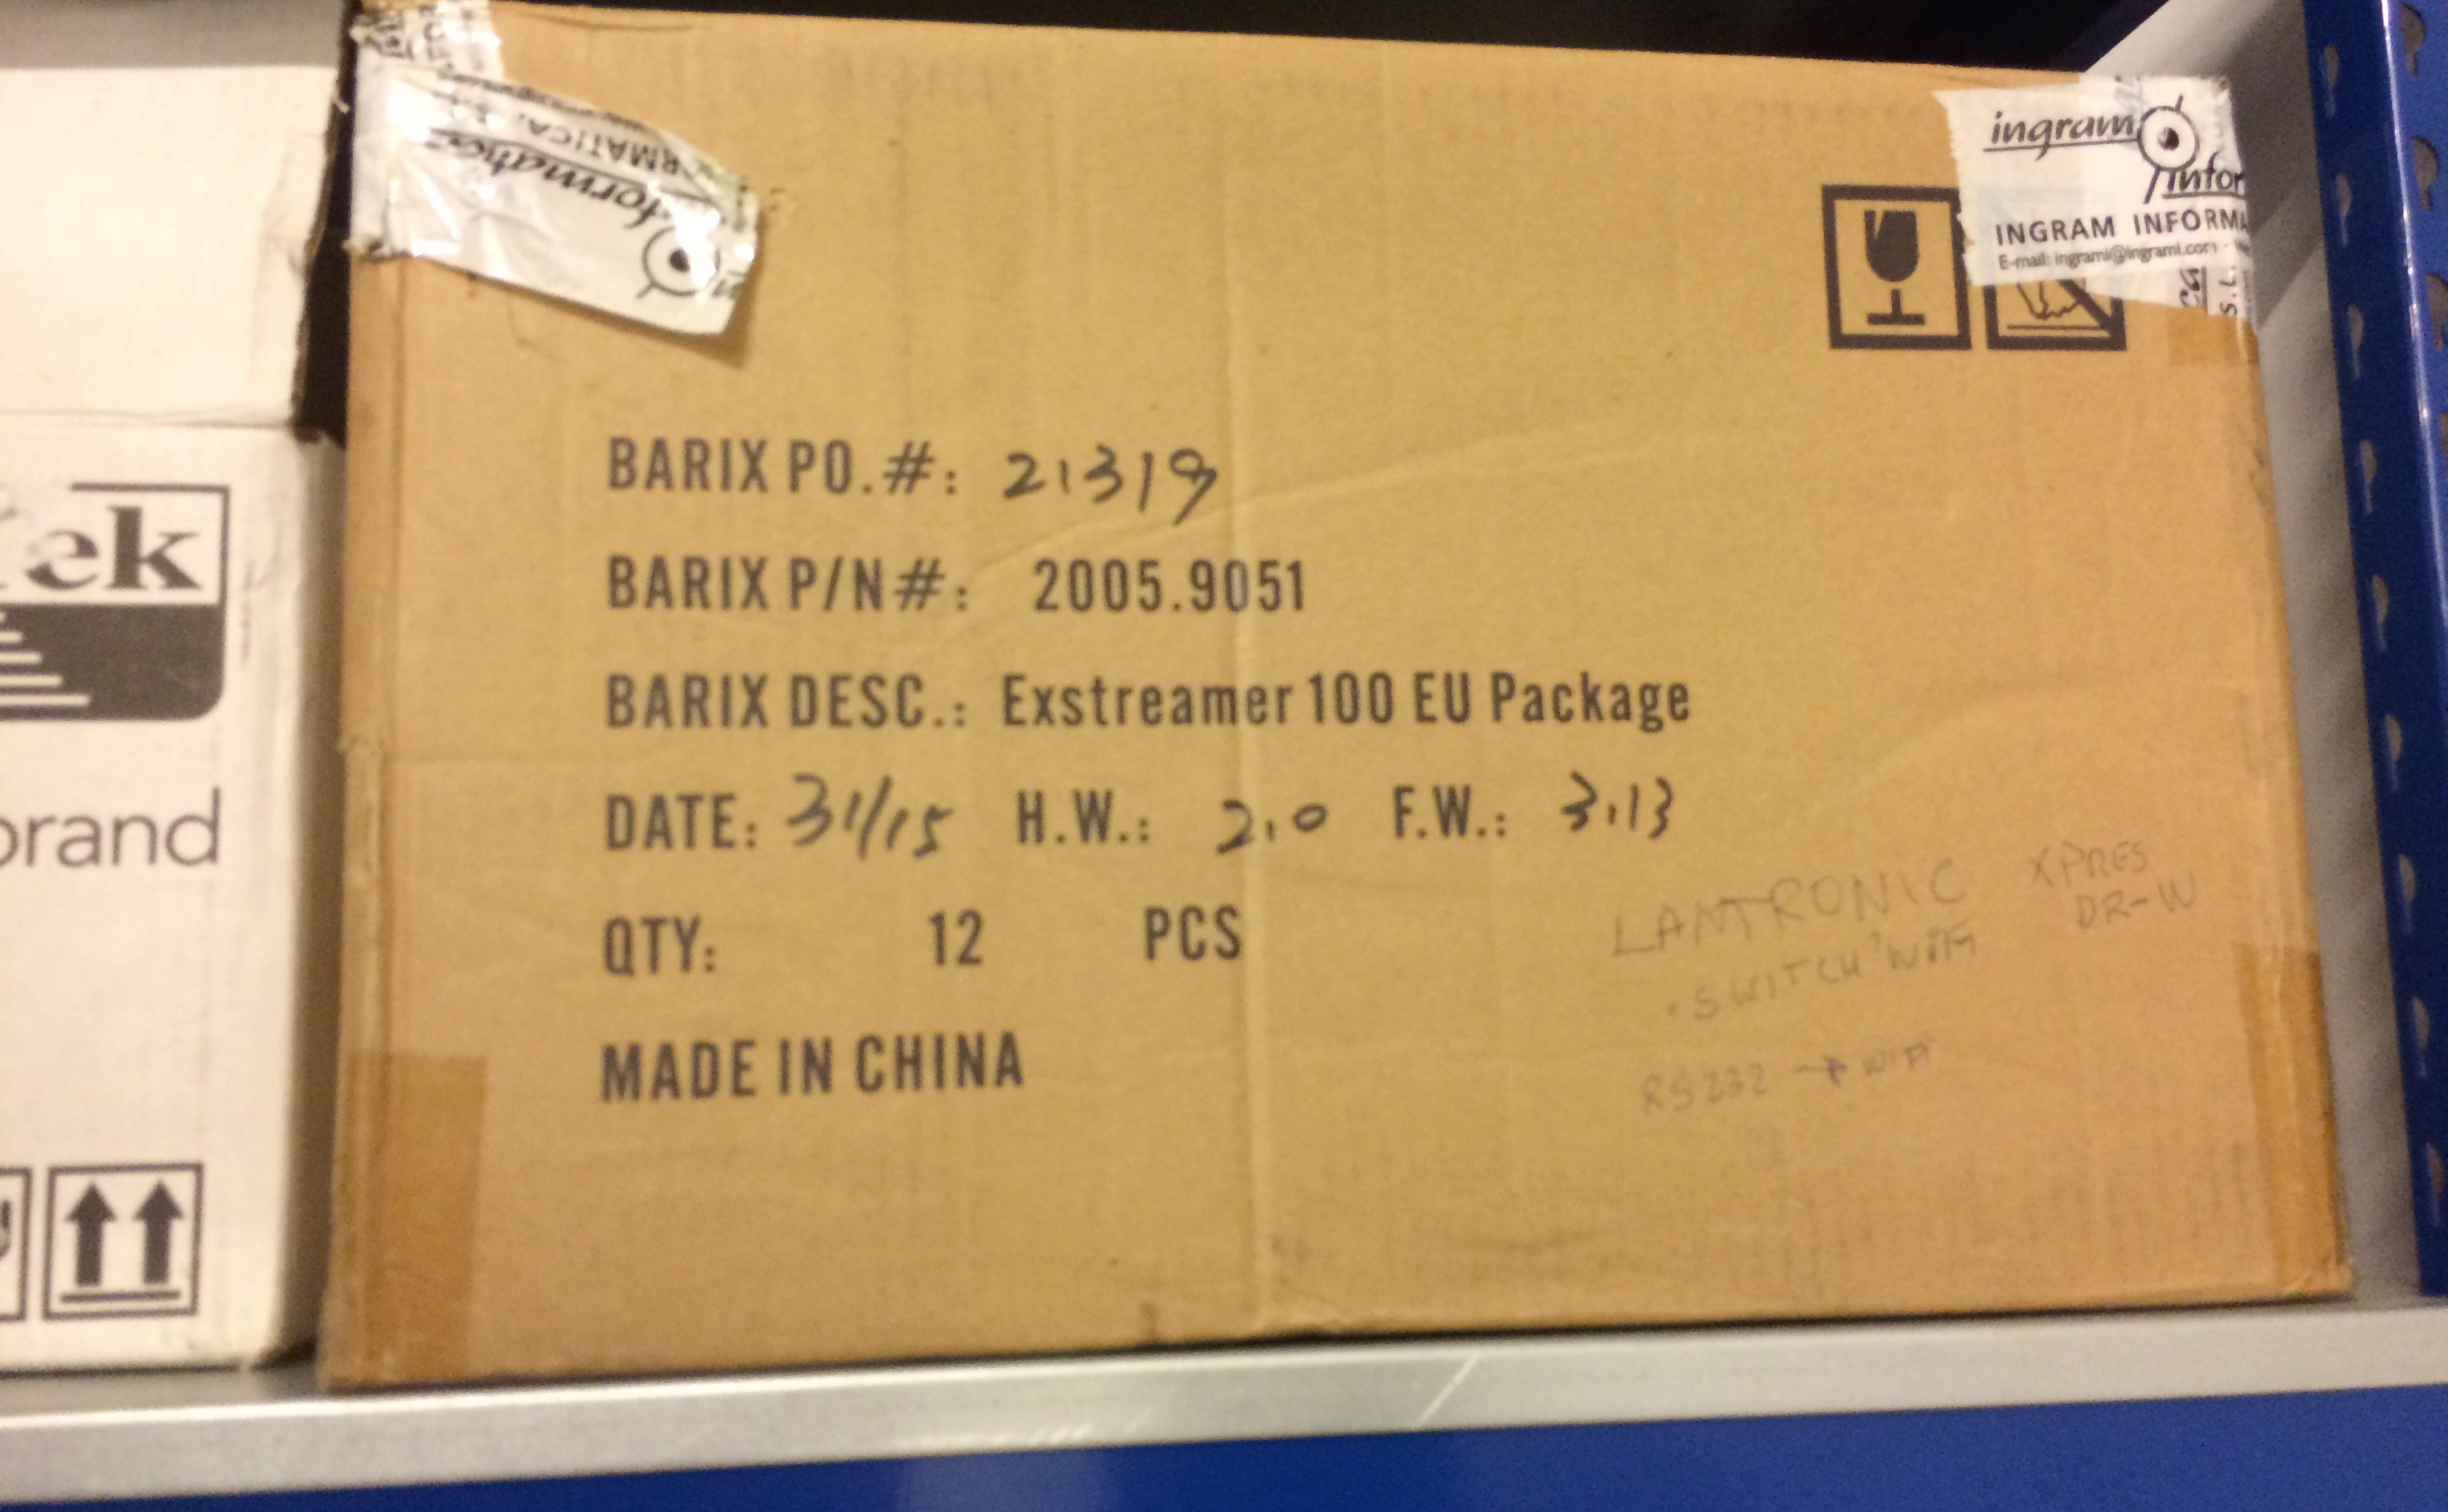 ingram
infor
INGRAM INFORMA
E-mail: ingrami@ingrami.com
S.L.
formatica
RMATICA,
BARIX PO.#: 21319
BARIX P/N#: 2005.9051
BARIX DESC.: Exstreamer 100 EU Package
DATE: 31/15 H.W.: 2.0 F.W.: 3.13
QTY: 12 PCS
MADE IN CHINA
LANTRONIC XPRES
DR-W
SWITCH WIFI
RS232 → WIFI
ek
brand